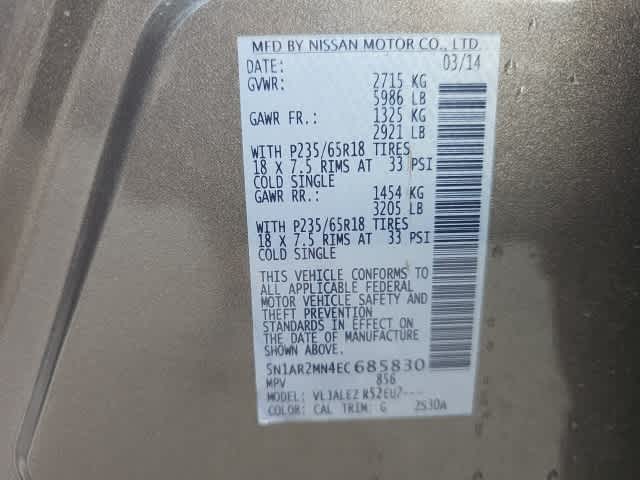 MFD BY NISSAN MOTOR CO., LTD.
DATE: 03/14
GVWR: 2715 KG
5986 LB
GAWR FR.: 1325 KG
2921 LB
WITH P235/65R18 TIRES
18 X 7.5 RIMS AT 33 PSI
COLD SINGLE
GAWR RR.: 1454 KG
3205 LB
WITH P235/65R18 TIRES
18 X 7.5 RIMS AT 33 PSI
COLD SINGLE
THIS VEHICLE CONFORMS TO
ALL APPLICABLE FEDERAL
MOTOR VEHICLE SAFETY AND
THEFT PREVENTION
STANDARDS IN EFFECT ON
THE DATE OF MANUFACTURE
SHOWN ABOVE.
5N1AR2MN4EC685830
MPV 856
MODEL:
COLOR: CAL TRIM: G 2S30A